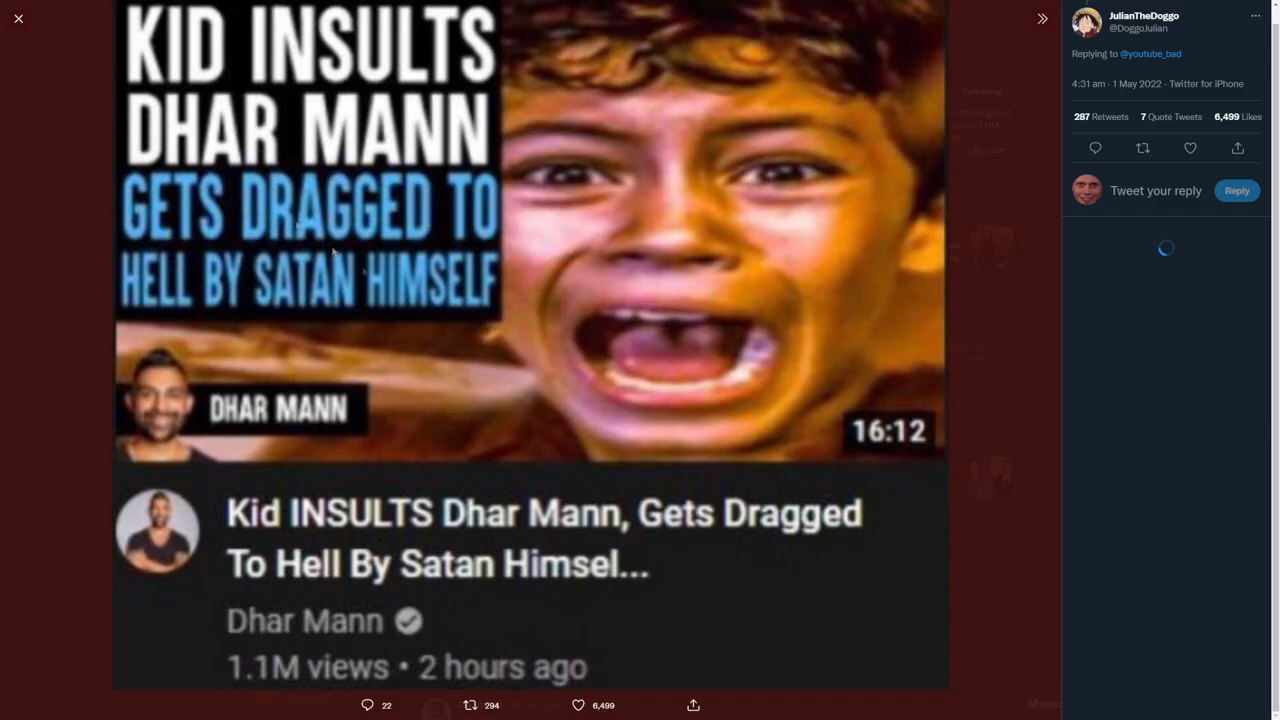 KID INSULTS
DHAR MANN
GETS DRAGGED TO
HELL BY SATAN HIMSELF
DHAR MANN
16:12
Kid INSULTS Dhar Mann, Gets Dragged
To Hell By Satan Himsel...
Dhar Mann
1.1M views • 2 hours ago
22
294
6,499
JulianTheDoggo
@DoggoJulian
Replying to @youtube_bad
4:31 am · 1 May 2022 · Twitter for iPhone
287 Retweets 7 Quote Tweets 6,499 Likes
Tweet your reply
Reply
Following